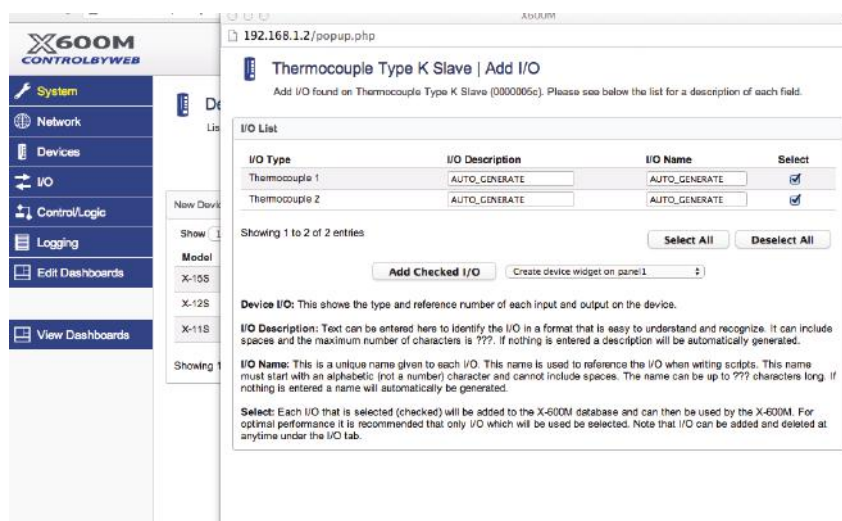 X600M
192.168.1.2/popup.php
X600M
CONTROLBYWEB
System
Network
Devices
I/O
Control/Logic
Logging
Edit Dashboards
View Dashboards
De
Lis
New Devic
Show 1
Model
X-15S
X-12S
X-11S
Showing 1
Thermocouple Type K Slave | Add I/O
Add I/O found on Thermocouple Type K Slave (0000006c). Please see below the list for a description of each field.
I/O List
I/O Type I/O Description I/O Name Select
Thermocouple 1 AUTO_GENERATE AUTO_GENERATE
Thermocouple 2 AUTO_GENERATE AUTO_GENERATE
Showing 1 to 2 of 2 entries
Select All Deselect All
Add Checked I/O Create device widget on panel1
Device I/O: This shows the type and reference number of each input and output on the device.
I/O Description: Text can be entered here to identify the I/O in a format that is easy to understand and recognize. It can include
spaces and the maximum number of characters is ???. If nothing is entered a description will be automatically generated.
I/O Name: This is a unique name given to each I/O. This name is used to reference the I/O when writing scripts. This name
must start with an alphabetic (not a number) character and cannot include spaces. The name can be up to ??? characters long. If
nothing is entered a name will automatically be generated.
Select: Each I/O that is selected (checked) will be added to the X-600M database and can then be used by the X-600M. For
optimal performance it is recommended that only I/O which will be used be selected. Note that I/O can be added and deleted at
anytime under the I/O tab.